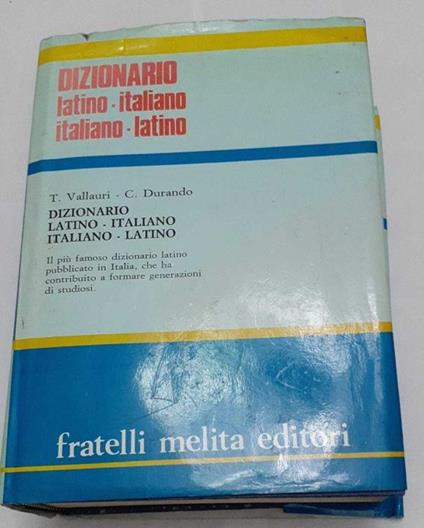 DIZIONARIO
latino - italiano
italiano - latino
T. Vallauri - C. Durando
DIZIONARIO
LATINO - ITALIANO
ITALIANO - LATINO
Il più famoso dizionario latino
pubblicato in Italia, che ha
contribuito a formare generazioni
di studiosi.
fratelli melita editori